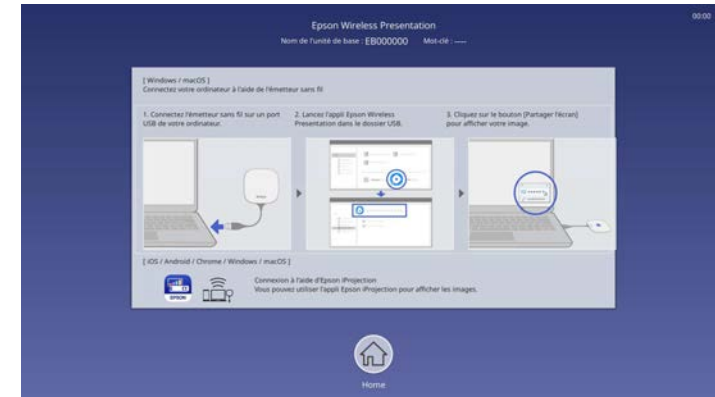 00:00
Epson Wireless Presentation
Nom de l'unité de base : EB000000 Mot-clé : ----
[ Windows / macOS ]
Connectez votre ordinateur à l'aide de l'émetteur sans fil
1. Connectez l'émetteur sans fil sur un port
USB de votre ordinateur.
2. Lancez l'appli Epson Wireless
Presentation dans le dossier USB.
3. Cliquez sur le bouton [Partager l'écran]
pour afficher votre image.
[ iOS / Android / Chrome / Windows / macOS ]
EPSON
Connexion à l'aide d'Epson iProjection
Vous pouvez utiliser l'appli Epson iProjection pour afficher les images.
Home